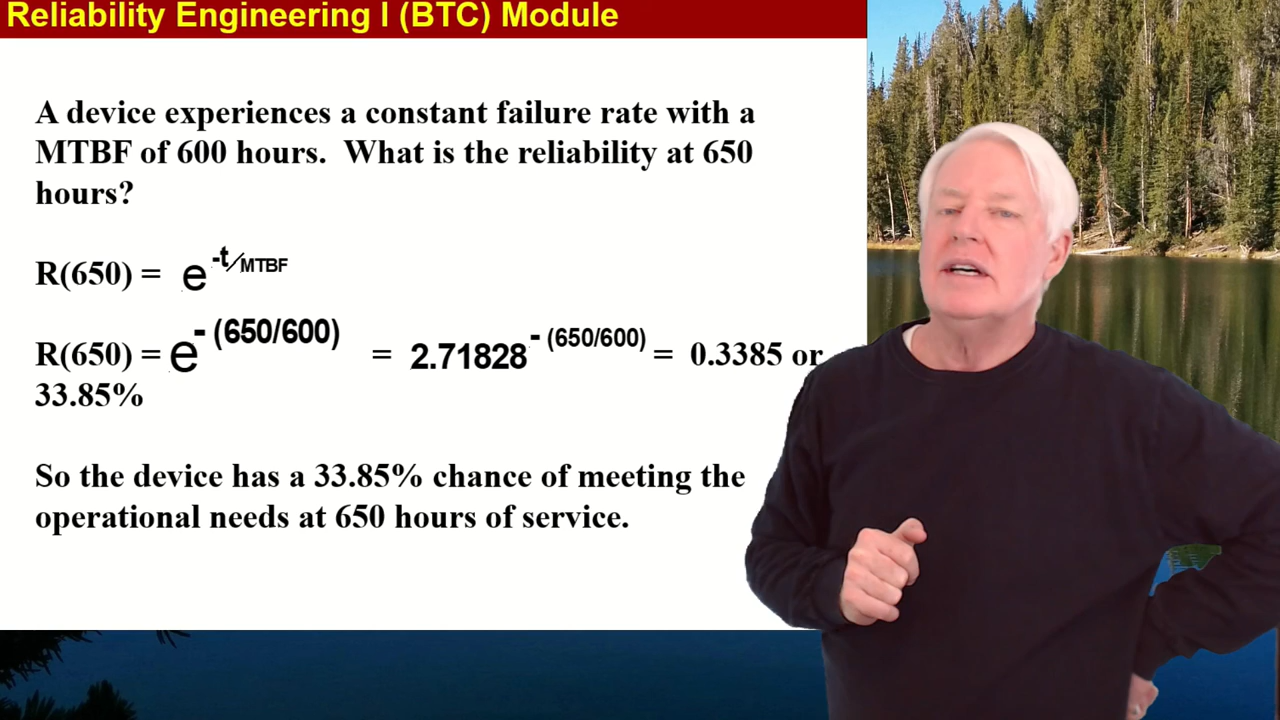 Reliability Engineering I (BTC) Module
A device experiences a constant failure rate with a
MTBF of 600 hours. What is the reliability at 650
hours?
R(650) = e -t/MTBF
R(650) = e - (650/600) = 2.71828 - (650/600) = 0.3385 or
33.85%
So the device has a 33.85% chance of meeting the
operational needs at 650 hours of service.